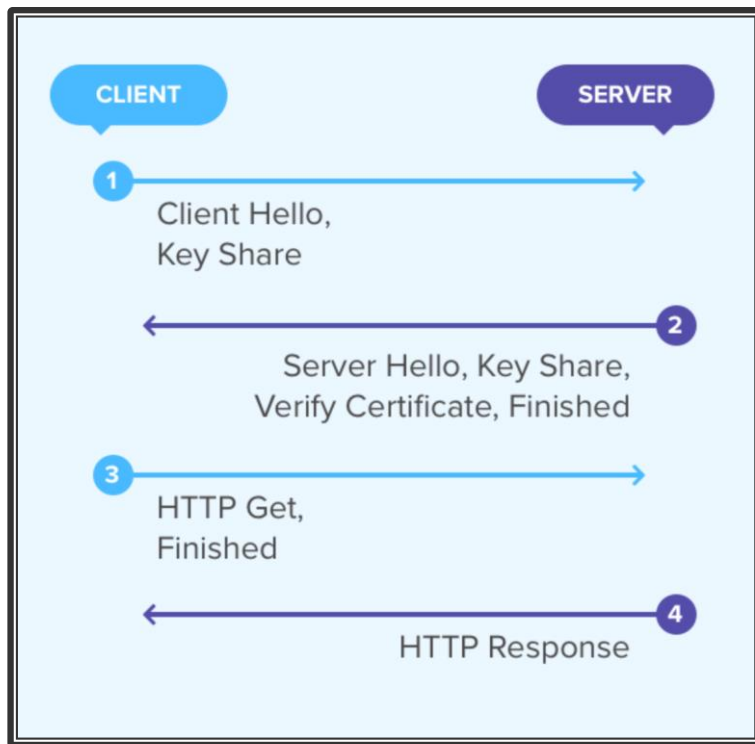 CLIENT
SERVER
1
Client Hello,
Key Share
2
Server Hello, Key Share,
Verify Certificate, Finished
3
HTTP Get,
Finished
4
HTTP Response